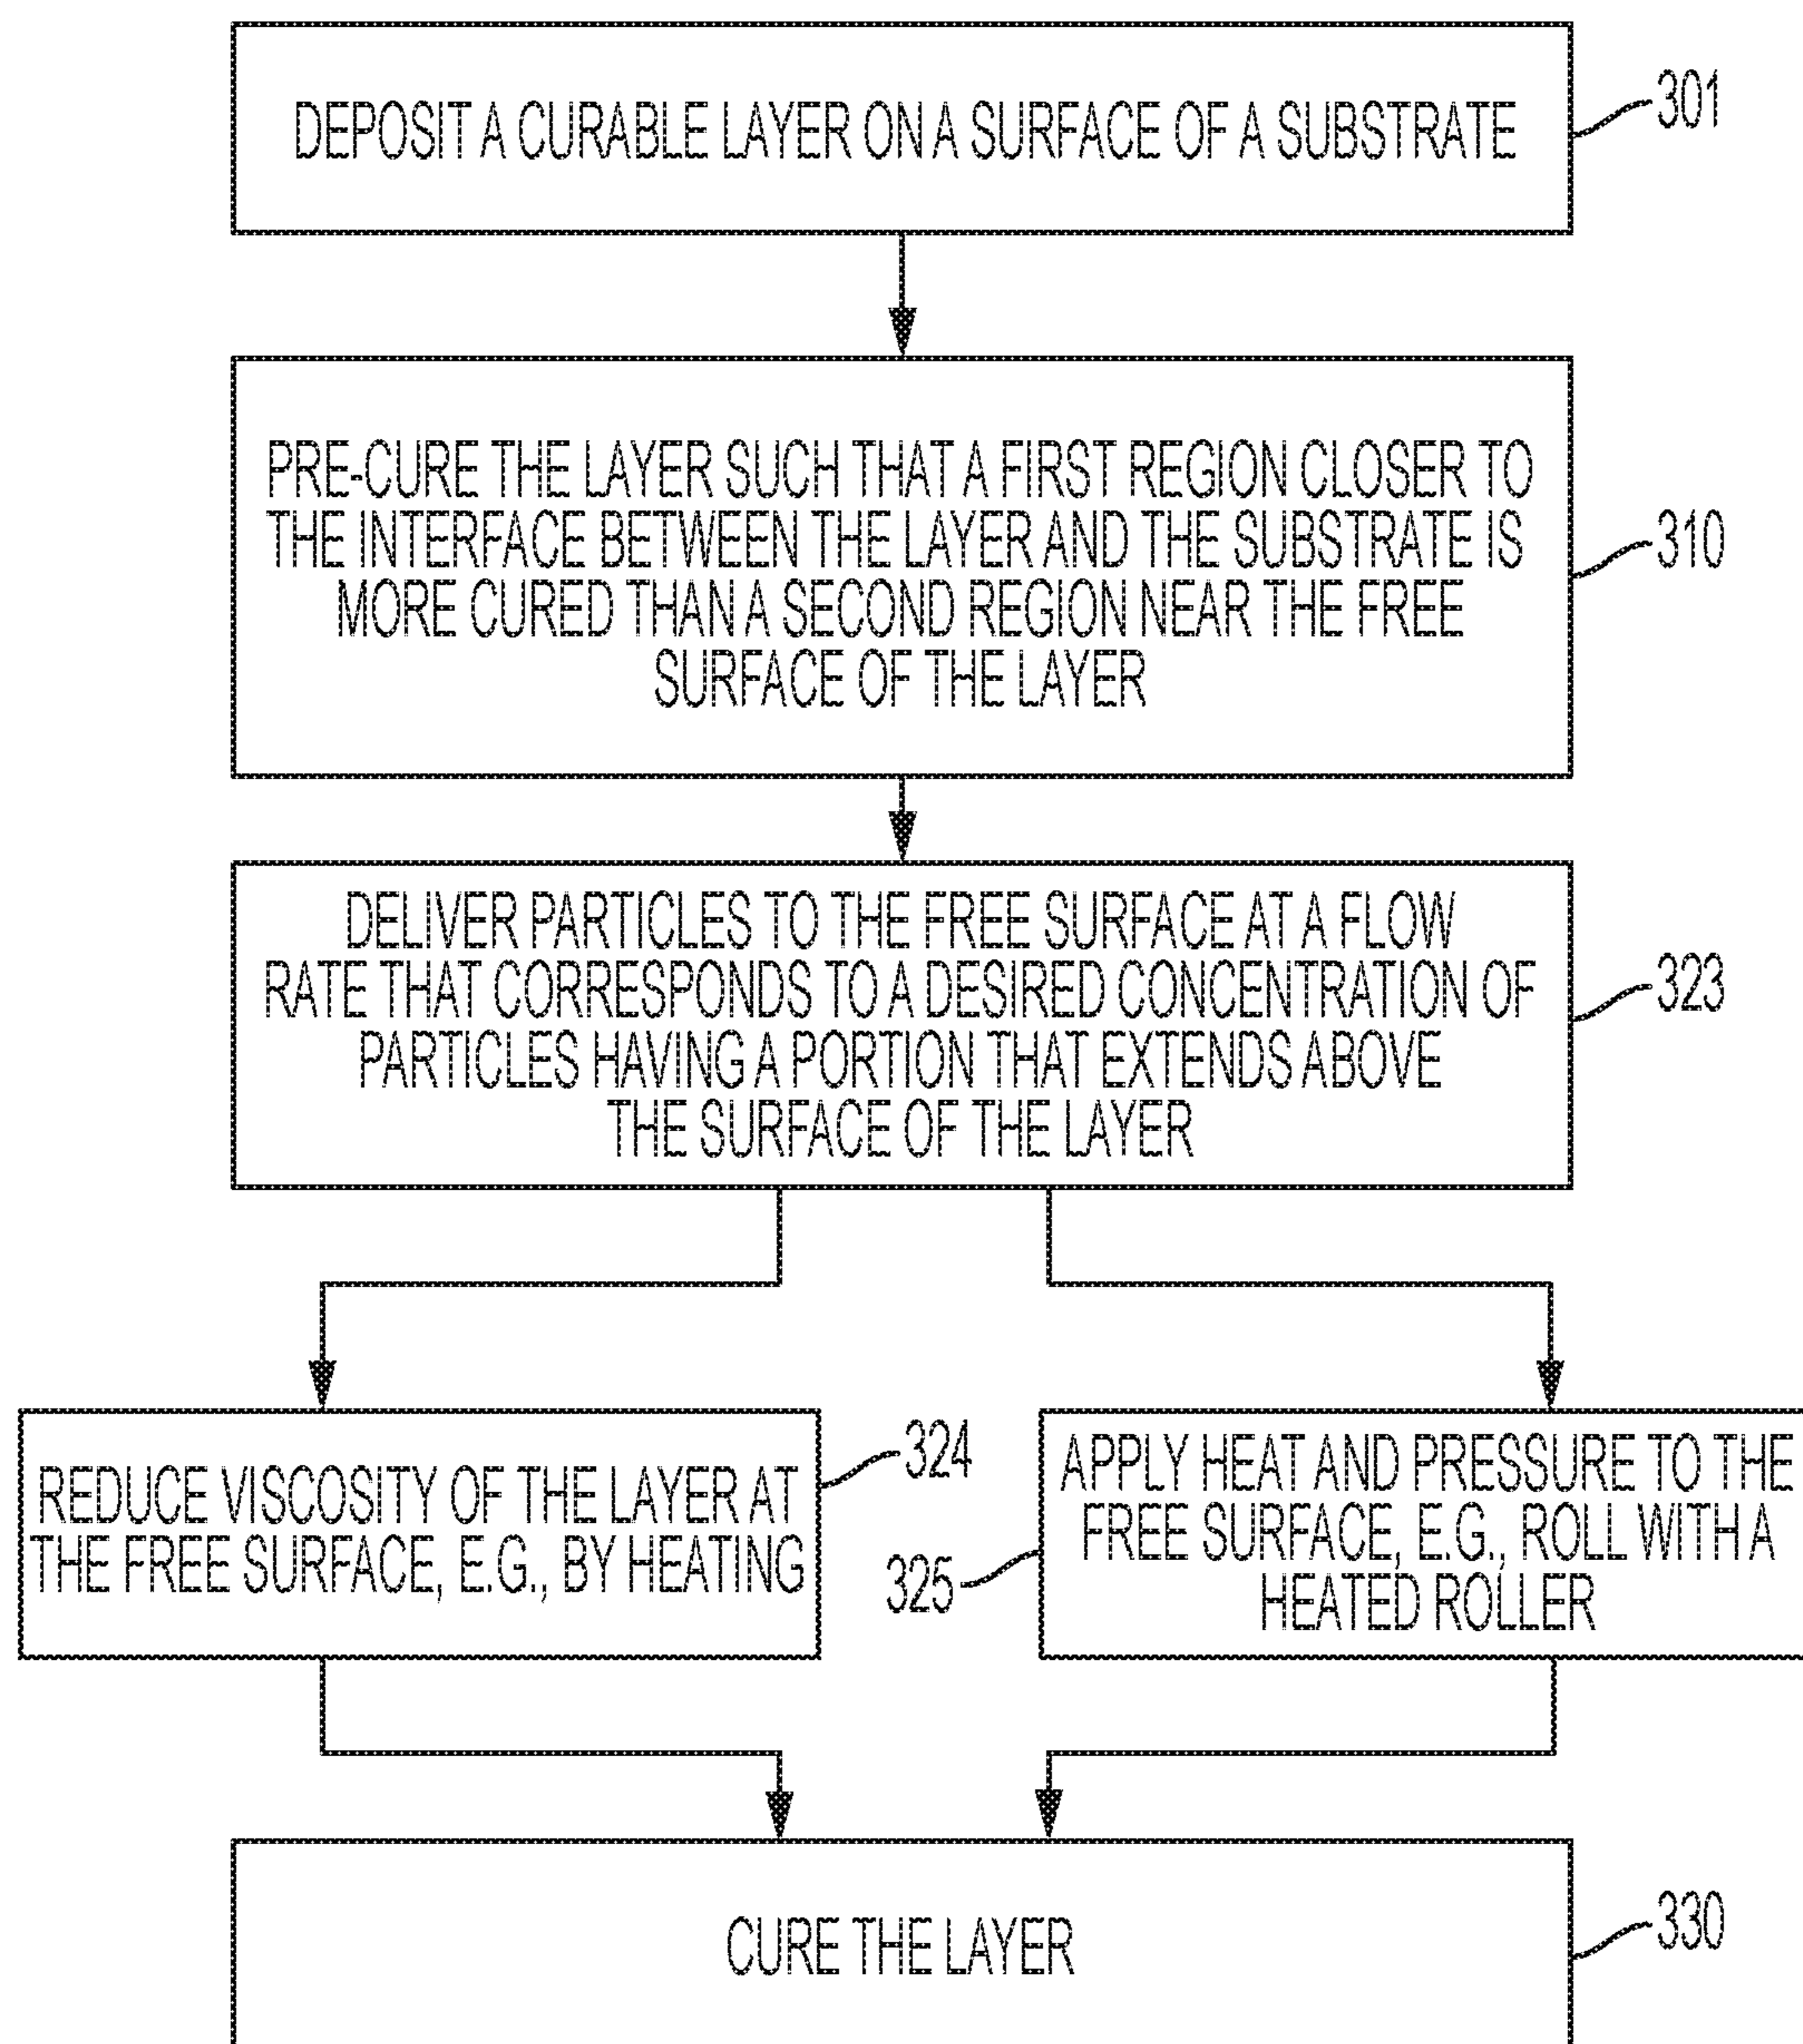 DEPOSIT A CURABLE LAYER ON A SURFACE OF A SUBSTRATE
301
PRE-CURE THE LAYER SUCH THAT A FIRST REGION CLOSER TO
THE INTERFACE BETWEEN THE LAYER AND THE SUBSTRATE IS
MORE CURED THAN A SECOND REGION NEAR THE FREE
SURFACE OF THE LAYER
310
DELIVER PARTICLES TO THE FREE SURFACE AT A FLOW
RATE THAT CORRESPONDS TO A DESIRED CONCENTRATION OF
PARTICLES HAVING A PORTION THAT EXTENDS ABOVE
THE SURFACE OF THE LAYER
323
REDUCE VISCOSITY OF THE LAYER AT
THE FREE SURFACE, E.G., BY HEATING
324
APPLY HEAT AND PRESSURE TO THE
FREE SURFACE, E.G., ROLL WITH A
HEATED ROLLER
325
CURE THE LAYER
330